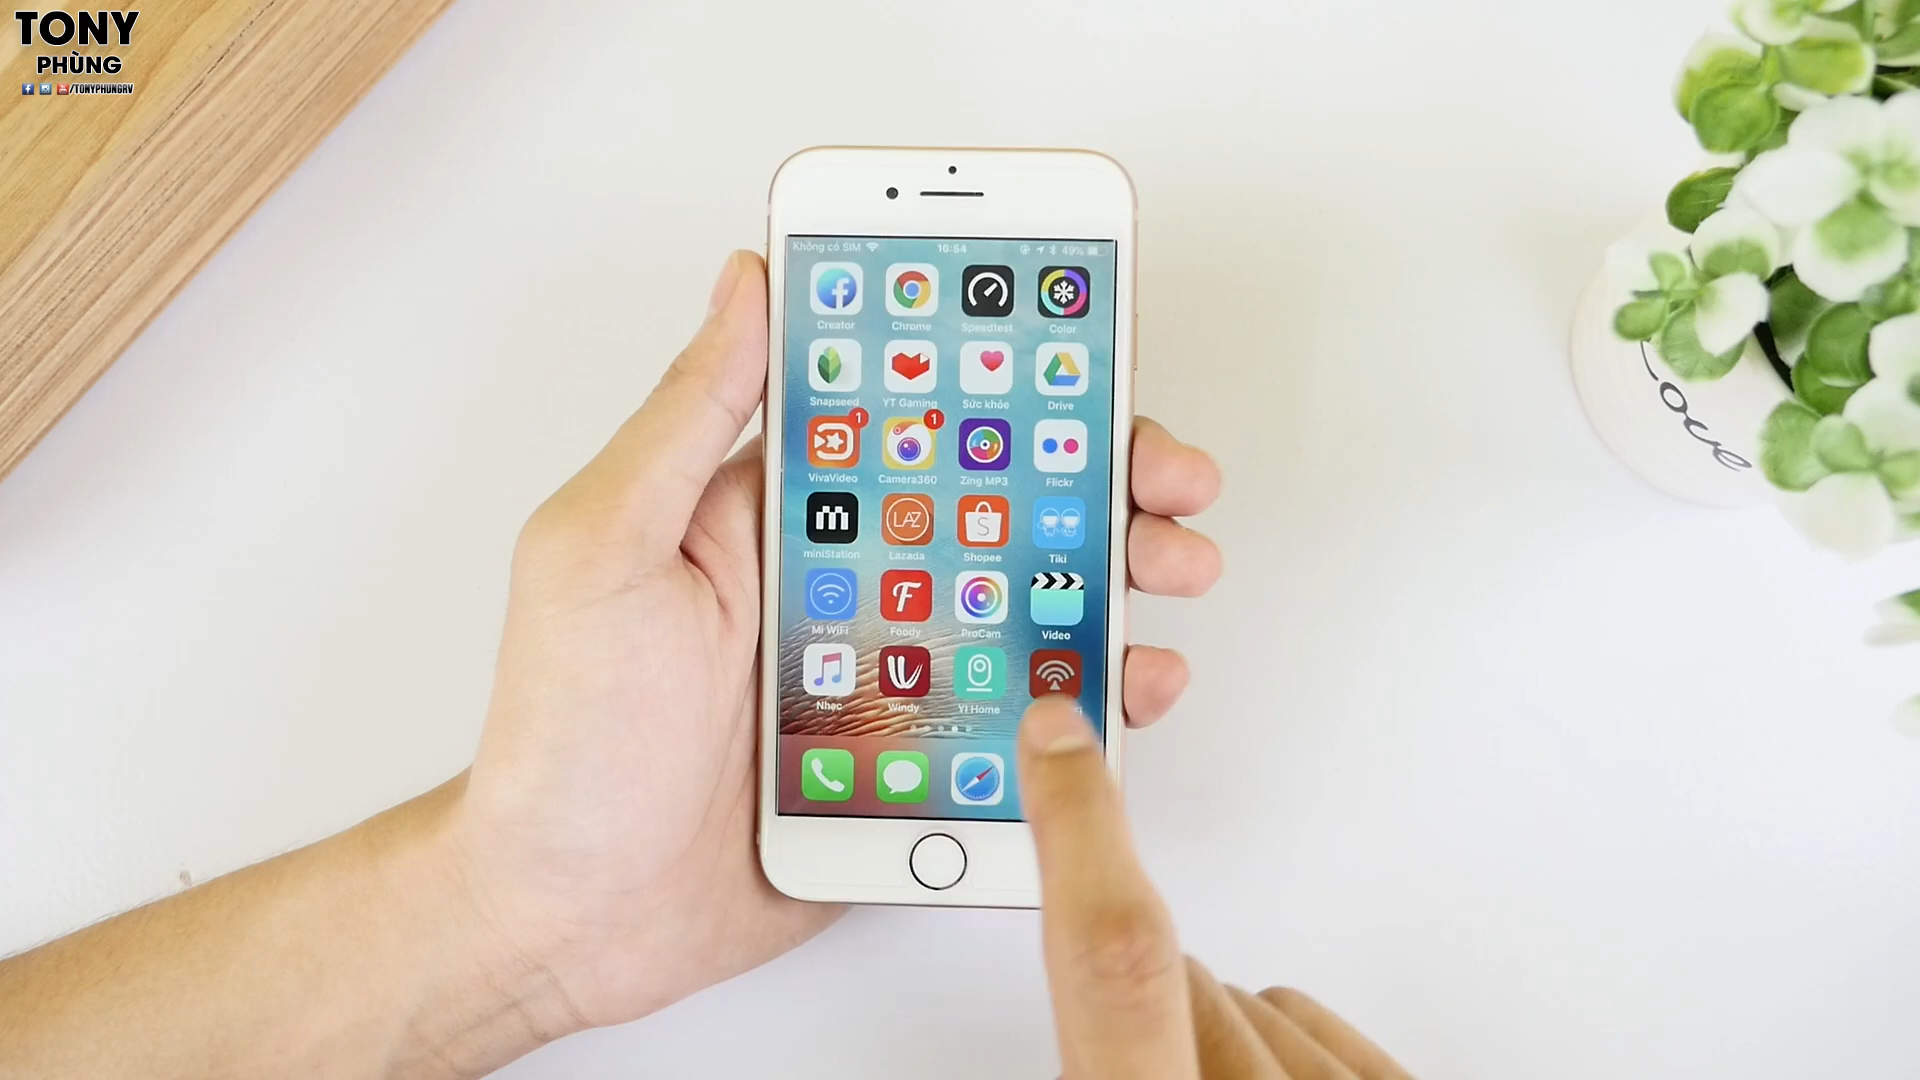 TONY
PHÙNG
/TONYPHUNGRV
Không có SIM 16:54 49%
Creator Chrome Speedtest Color
Snapseed YT Gaming Sức khỏe Drive
1 1
VivaVideo Camera360 Zing MP3 Flickr
LAZ S
miniStation Lazada Shopee Tiki
Mi WiFi Foody ProCam Video
Nhạc Windy YI Home
Love